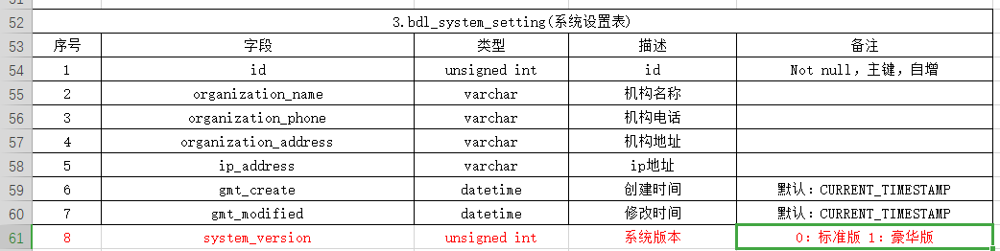 52 3.bdl_system_setting(系统设置表)
53 序号 字段 类型 描述 备注
54 1 id unsigned int id Not null，主键，自增
55 2 organization_name varchar 机构名称
56 3 organization_phone varchar 机构电话
57 4 organization_address varchar 机构地址
58 5 ip_address varchar ip地址
59 6 gmt_create datetime 创建时间 默认：CURRENT_TIMESTAMP
60 7 gmt_modified datetime 修改时间 默认：CURRENT_TIMESTAMP
61 8 system_version unsigned int 系统版本 0：标准版 1：豪华版